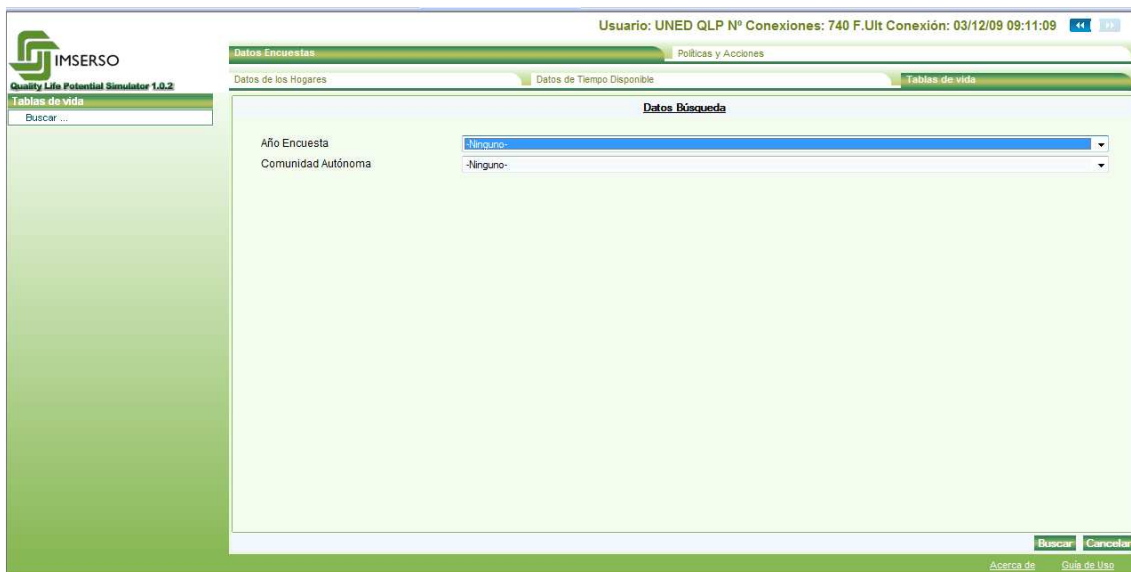 Usuario: UNED QLP Nº Conexiones: 740 F.Ult Conexión: 03/12/09 09:11:09
IMSERSO
Quality Life Potential Simulator 1.0.2
Datos Encuestas
Políticas y Acciones
Datos de los Hogares
Datos de Tiempo Disponible
Tablas de vida
Tablas de vida
Buscar ...
Datos Búsqueda
Año Encuesta
-Ninguno-
Comunidad Autónoma
-Ninguno-
Buscar
Cancelar
Acerca de
Guía de Uso